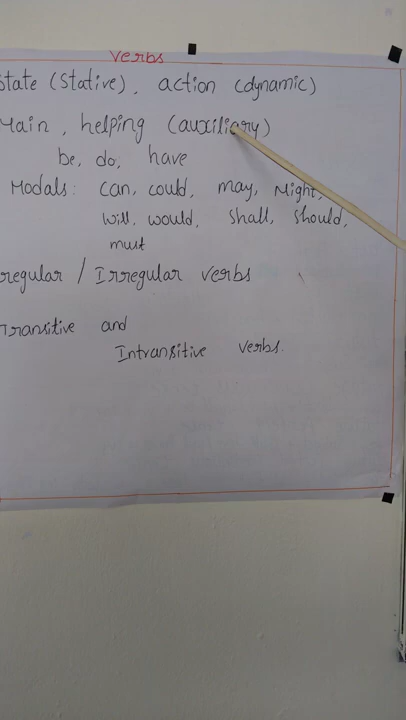 Verbs
State (Stative), action (dynamic)
Main, helping (auxiliary)
be, do, have
Modals: can, could, may, Might,
will, would, shall, should,
must
regular / Irregular verbs
Transitive and
Intransitive verbs.